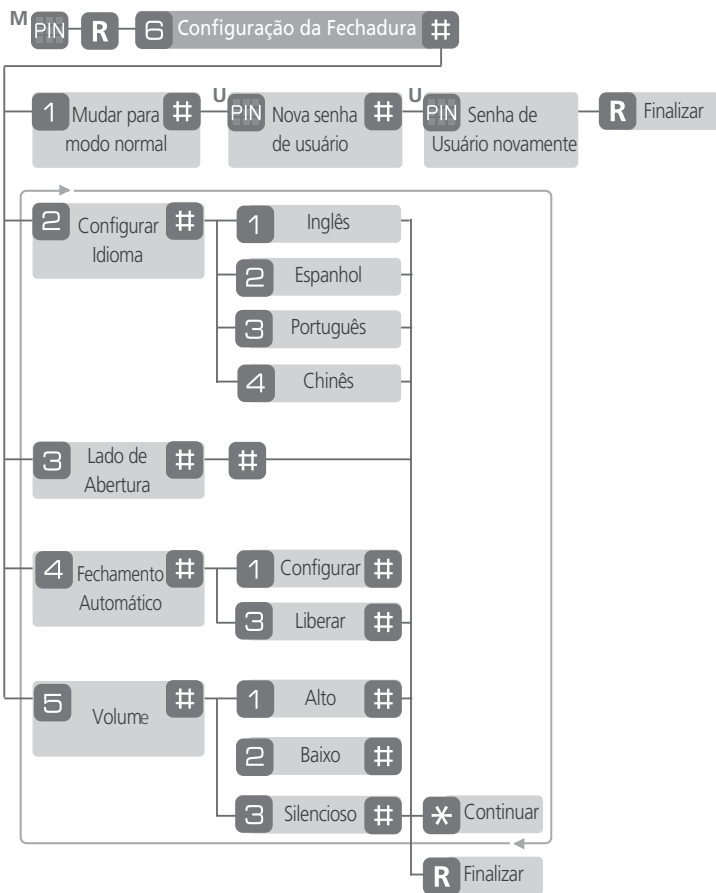 M PIN R 6 Configuração da Fechadura #
1 Mudar para # U PIN Nova senha # U PIN Senha de R Finalizar
modo normal de usuário Usuário novamente
2 Configurar # 1 Inglês
Idioma
2 Espanhol
3 Português
4 Chinês
3 Lado de # #
Abertura
4 Fechamento # 1 Configurar #
Automático
3 Liberar #
5 Volume # 1 Alto #
2 Baixo #
3 Silencioso # * Continuar
R Finalizar